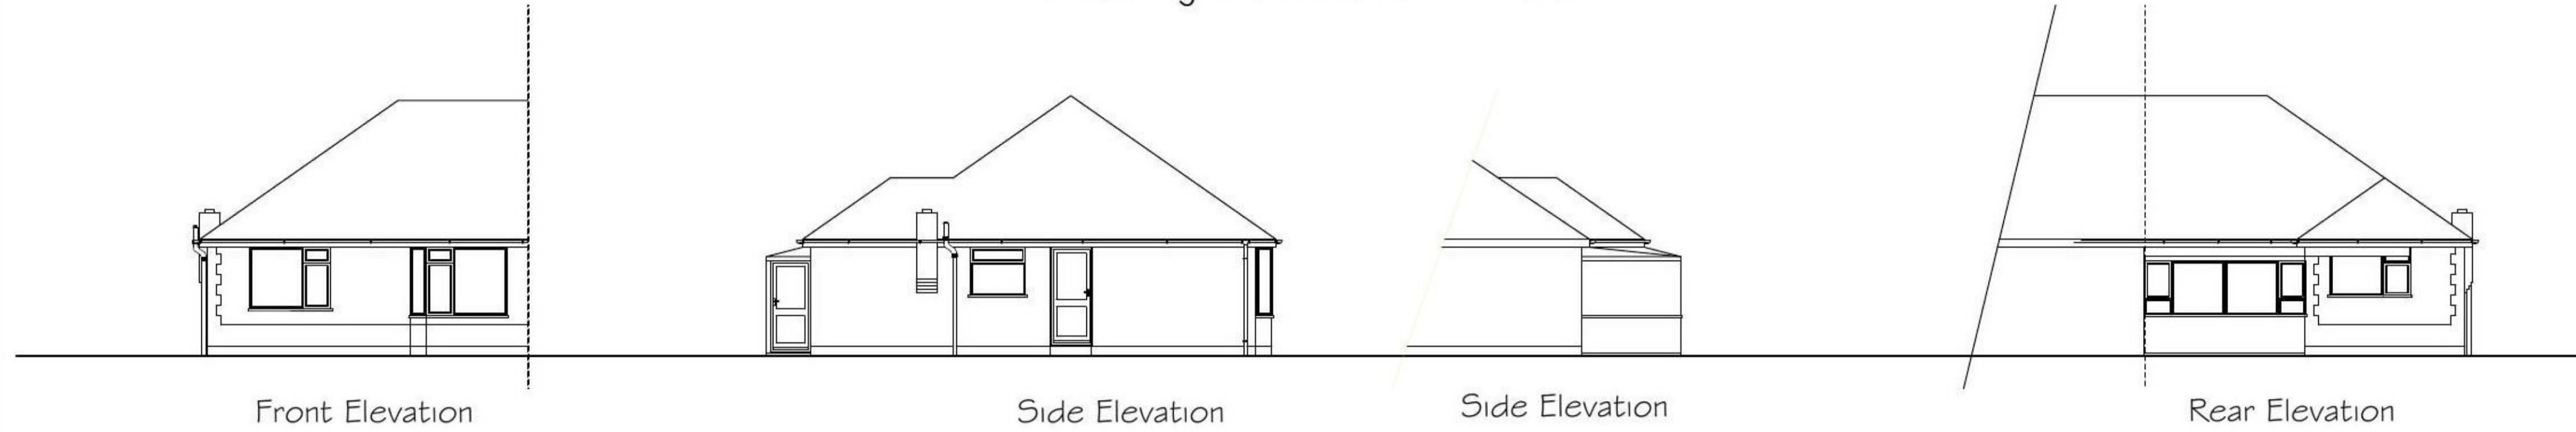 Front Elevation
Side Elevation
Side Elevation
Rear Elevation